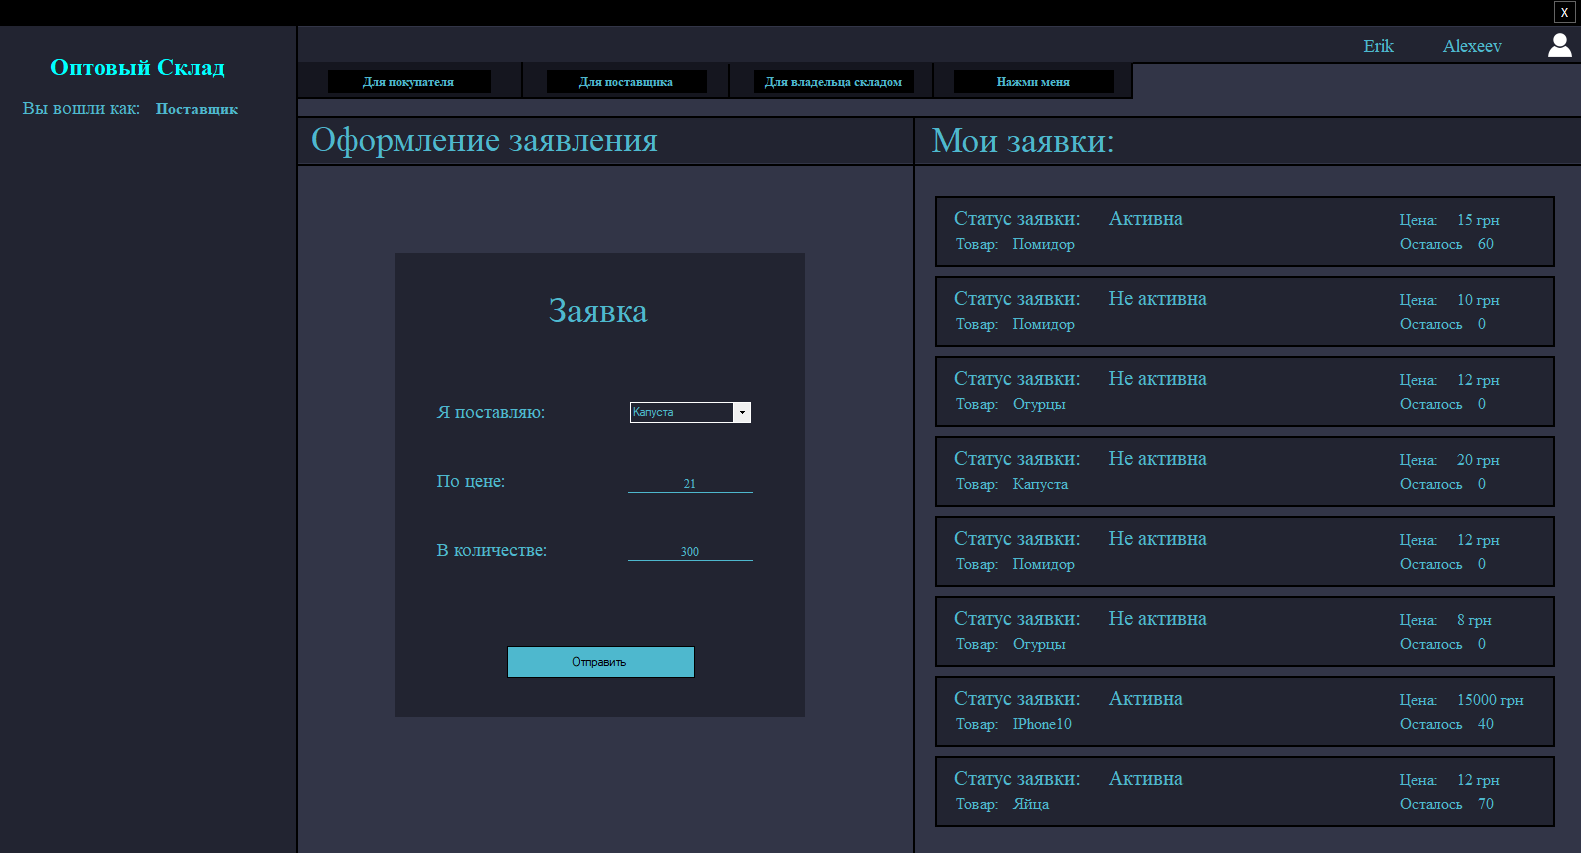 X
Erik Alexeev
Оптовый Склад
Вы вошли как: Поставщик
Для покупателя Для поставщика Для владельца складом Нажми меня
Оформление заявления
Заявка
Я поставляю: Капуста
По цене: 21
В количестве: 300
Отправить
Мои заявки:
Статус заявки: Активна Цена: 15 грн
Товар: Помидор Осталось 60
Статус заявки: Не активна Цена: 10 грн
Товар: Помидор Осталось 0
Статус заявки: Не активна Цена: 12 грн
Товар: Огурцы Осталось 0
Статус заявки: Не активна Цена: 20 грн
Товар: Капуста Осталось 0
Статус заявки: Не активна Цена: 12 грн
Товар: Помидор Осталось 0
Статус заявки: Не активна Цена: 8 грн
Товар: Огурцы Осталось 0
Статус заявки: Активна Цена: 15000 грн
Товар: IPhone10 Осталось 40
Статус заявки: Активна Цена: 12 грн
Товар: Яйца Осталось 70